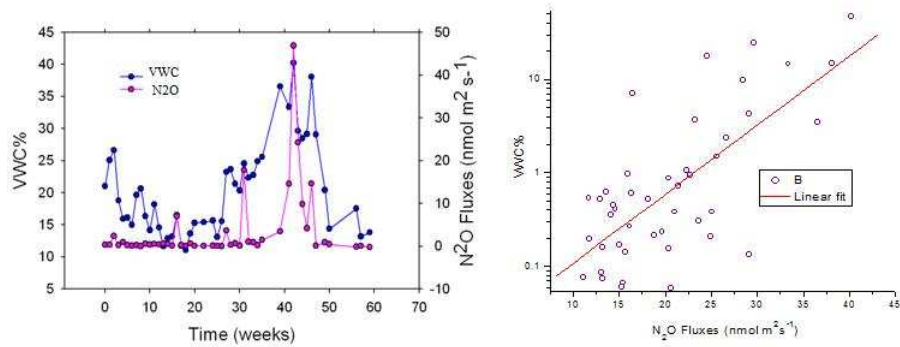 45
40
35
30
25
20
15
10
5
VWC%
VWC
N2O
50
40
30
20
10
0
-10
N²O Fluxes (nmol m² s-1)
0 10 20 30 40 50 60 70
Time (weeks)
10
1
0.1
VWC%
B
Linear fit
10 15 20 25 30 35 40 45
N₂O Fluxes (nmol m²s⁻¹)